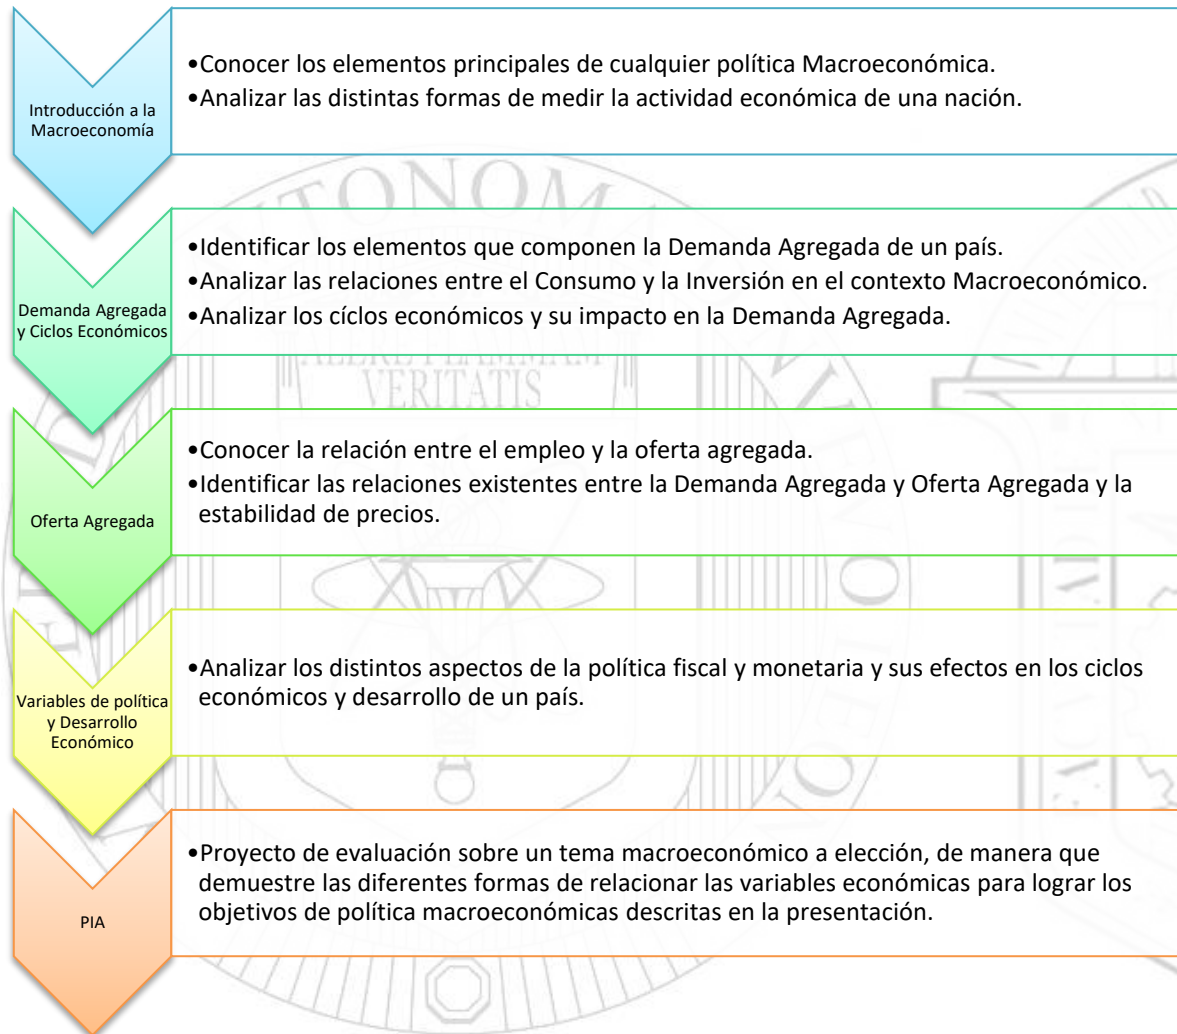 Introducción a la
Macroeconomía
•Conocer los elementos principales de cualquier política Macroeconómica.
•Analizar las distintas formas de medir la actividad económica de una nación.
Demanda Agregada
y Ciclos Económicos
•Identificar los elementos que componen la Demanda Agregada de un país.
•Analizar las relaciones entre el Consumo y la Inversión en el contexto Macroeconómico.
•Analizar los cíclos económicos y su impacto en la Demanda Agregada.
ALERE FLAMMAM
VERITATIS
Oferta Agregada
•Conocer la relación entre el empleo y la oferta agregada.
•Identificar las relaciones existentes entre la Demanda Agregada y Oferta Agregada y la
estabilidad de precios.
Variables de política
y Desarrollo
Económico
•Analizar los distintos aspectos de la política fiscal y monetaria y sus efectos en los ciclos
económicos y desarrollo de un país.
PIA
•Proyecto de evaluación sobre un tema macroeconómico a elección, de manera que
demuestre las diferentes formas de relacionar las variables económicas para lograr los
objetivos de política macroeconómicas descritas en la presentación.